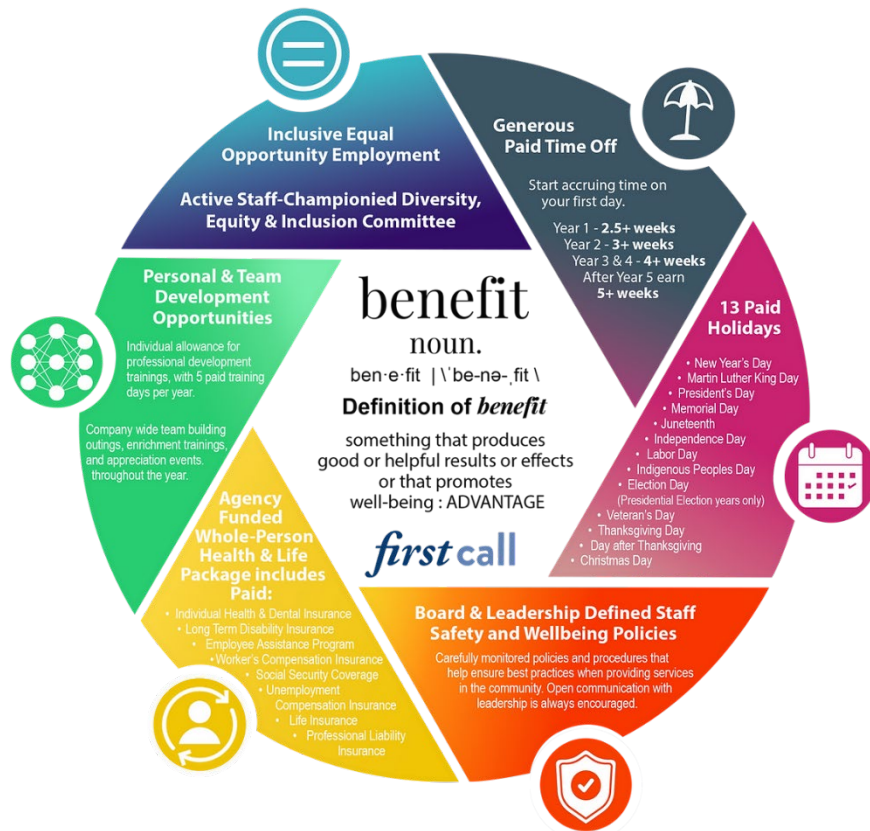 Inclusive Equal
Opportunity Employment
Active Staff-Championied Diversity,
Equity & Inclusion Committee
Generous
Paid Time Off
Start accruing time on
your first day.
Year 1 - 2.5+ weeks
Year 2 - 3+ weeks
Year 3 & 4 - 4+ weeks
After Year 5 earn
5+ weeks
13 Paid
Holidays
• New Year's Day
• Martin Luther King Day
• President's Day
• Memorial Day
• Juneteenth
• Independence Day
• Labor Day
• Indigenous Peoples Day
• Election Day
(Presidential Election years only)
• Veteran's Day
• Thanksgiving Day
• Day after Thanksgiving
• Christmas Day
Board & Leadership Defined Staff
Safety and Wellbeing Policies
Carefully monitored policies and procedures that
help ensure best practices when providing services
in the community. Open communication with
leadership is always encouraged.
Agency
Funded
Whole-Person
Health & Life
Package includes
Paid:
• Individual Health & Dental Insurance
• Long Term Disability Insurance
• Employee Assistance Program
• Worker's Compensation Insurance
• Social Security Coverage
• Unemployment
Compensation Insurance
• Life Insurance
• Professional Liability
Insurance
Personal & Team
Development
Opportunities
Individual allowance for
professional development
trainings, with 5 paid training
days per year.
Company wide team building
outings, enrichment trainings,
and appreciation events.
throughout the year.
benefit
noun.
ben·e·fit | \ˈbe-nə-ˌfit \
Definition of benefit
something that produces
good or helpful results or effects
or that promotes
well-being : ADVANTAGE
first call